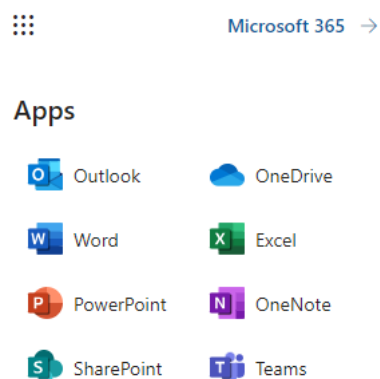 Microsoft 365
Apps
Outlook OneDrive
Word Excel
PowerPoint OneNote
SharePoint Teams